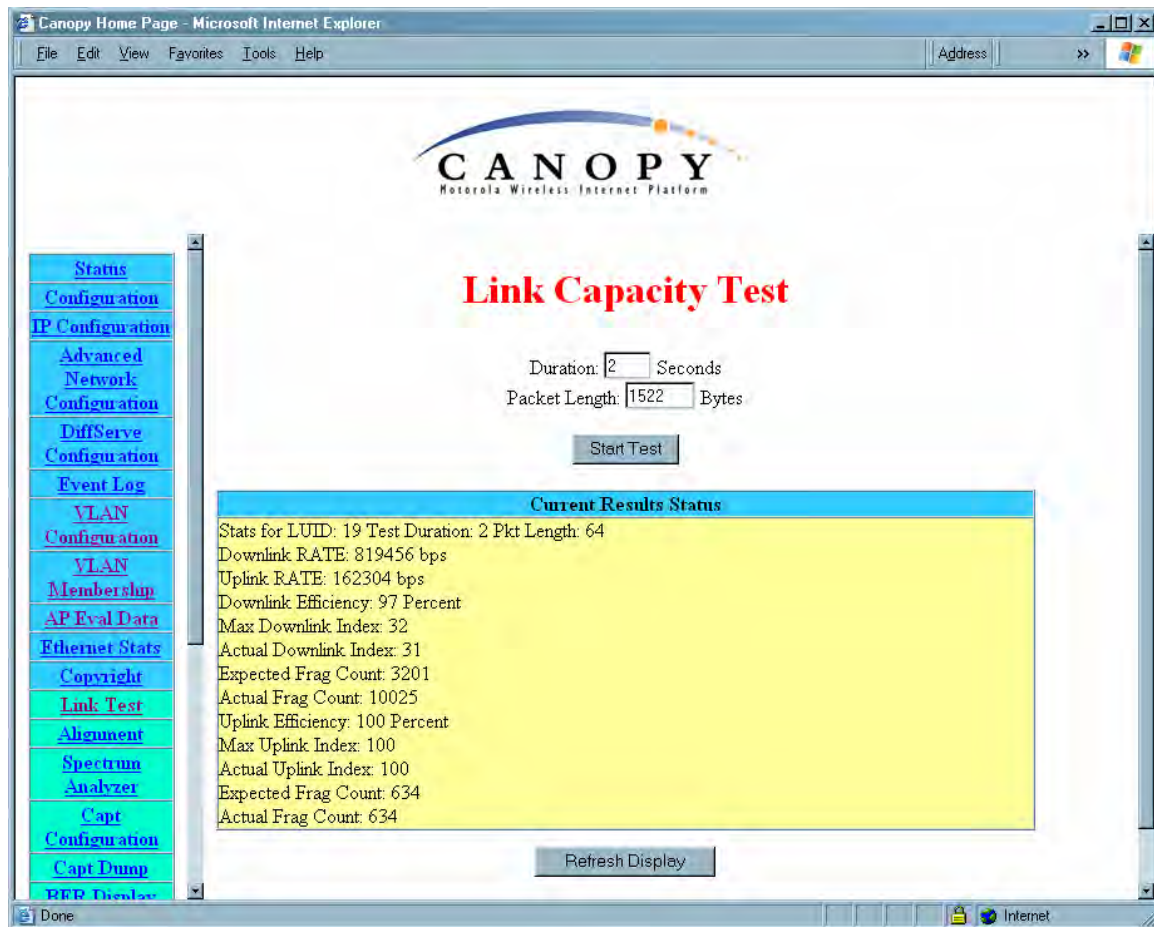 Canopy Home Page - Microsoft Internet Explorer
File Edit View Favorites Tools Help
Address »
CANOPY
Motorola Wireless Internet Platform
Status
Configuration
IP Configuration
Advanced
Network
Configuration
DiffServe
Configuration
Event Log
VLAN
Configuration
VLAN
Membership
AP Eval Data
Ethernet Stats
Copyright
Link Test
Alignment
Spectrum
Analyzer
Capt
Configuration
Capt Dump
BER Display
Link Capacity Test
Duration: 2 Seconds
Packet Length: 1522 Bytes
Start Test
Current Results Status
Stats for LUID: 19 Test Duration: 2 Pkt Length: 64
Downlink RATE: 819456 bps
Uplink RATE: 162304 bps
Downlink Efficiency: 97 Percent
Max Downlink Index: 32
Actual Downlink Index: 31
Expected Frag Count: 3201
Actual Frag Count: 10025
Uplink Efficiency: 100 Percent
Max Uplink Index: 100
Actual Uplink Index: 100
Expected Frag Count: 634
Actual Frag Count: 634
Refresh Display
Done
Internet